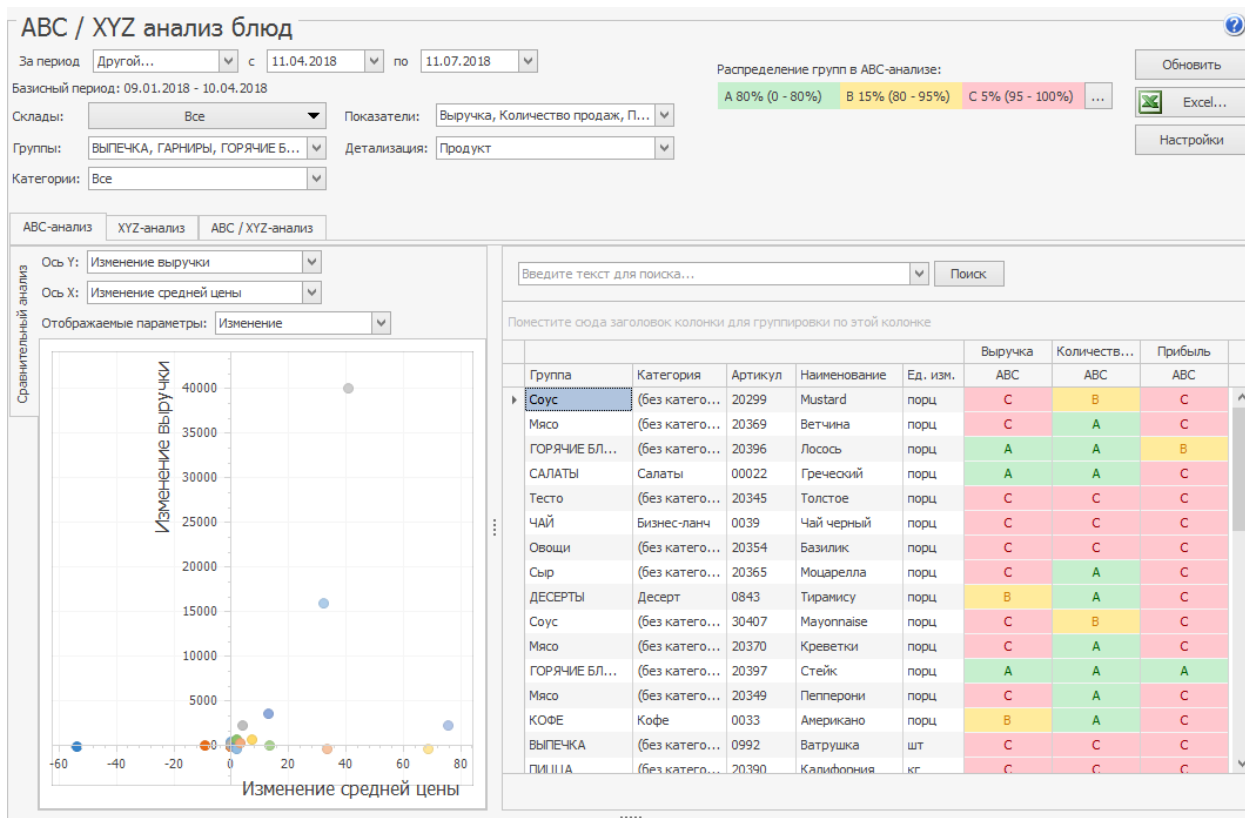 ABC / XYZ анализ блюд
За период Другой... с 11.04.2018 по 11.07.2018
Базисный период: 09.01.2018 - 10.04.2018
Склады: Все Показатели: Выручка, Количество продаж, П...
Группы: ВЫПЕЧКА, ГАРНИРЫ, ГОРЯЧИЕ Б... Детализация: Продукт
Категории: Все
Распределение групп в ABC-анализе:
A 80% (0 - 80%) B 15% (80 - 95%) C 5% (95 - 100%) ...
Обновить
Excel...
Настройки
ABC-анализ XYZ-анализ ABC / XYZ-анализ
Сравнительный анализ
Ось Y: Изменение выручки
Ось X: Изменение средней цены
Отображаемые параметры: Изменение
Изменение выручки
40000
35000
30000
25000
20000
15000
10000
5000
0
-60 -40 -20 0 20 40 60 80
Изменение средней цены
Введите текст для поиска... Поиск
Поместите сюда заголовок колонки для группировки по этой колонке
Выручка Количеств... Прибыль
Группа Категория Артикул Наименование Ед. изм. ABC ABC ABC
Соус (без катего... 20299 Mustard порц C B C
Мясо (без катего... 20369 Ветчина порц C A C
ГОРЯЧИЕ БЛ... (без катего... 20396 Лосось порц A A B
САЛАТЫ Салаты 00022 Греческий порц A A C
Тесто (без катего... 20345 Толстое порц C C C
ЧАЙ Бизнес-ланч 0039 Чай черный порц C C C
Овощи (без катего... 20354 Базилик порц C C C
Сыр (без катего... 20365 Моцарелла порц C A C
ДЕСЕРТЫ Десерт 0843 Тирамису порц B A C
Соус (без катего... 30407 Mayonnaise порц C B C
Мясо (без катего... 20370 Креветки порц C A C
ГОРЯЧИЕ БЛ... (без катего... 20397 Стейк порц A A A
Мясо (без катего... 20349 Пепперони порц C A C
КОФЕ Кофе 0033 Американо порц B A C
ВЫПЕЧКА (без катего... 0992 Ватрушка шт C C C
ПИЦЦА (без катего... 20390 Калифорния кг C C C